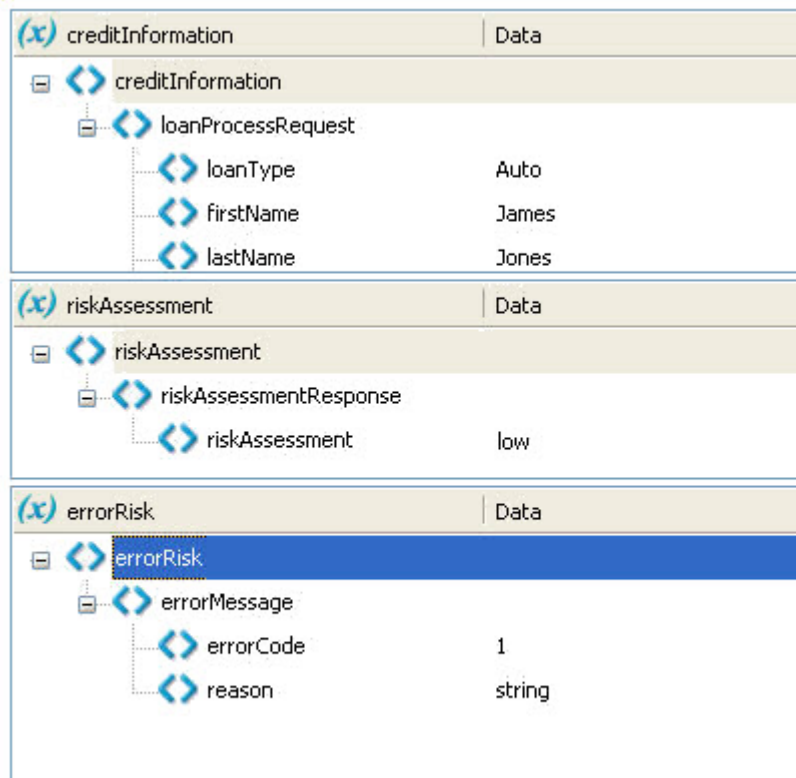 (x) creditInformation Data
creditInformation
loanProcessRequest
loanType Auto
firstName James
lastName Jones
(x) riskAssessment Data
riskAssessment
riskAssessmentResponse
riskAssessment low
(x) errorRisk Data
errorRisk
errorMessage
errorCode 1
reason string